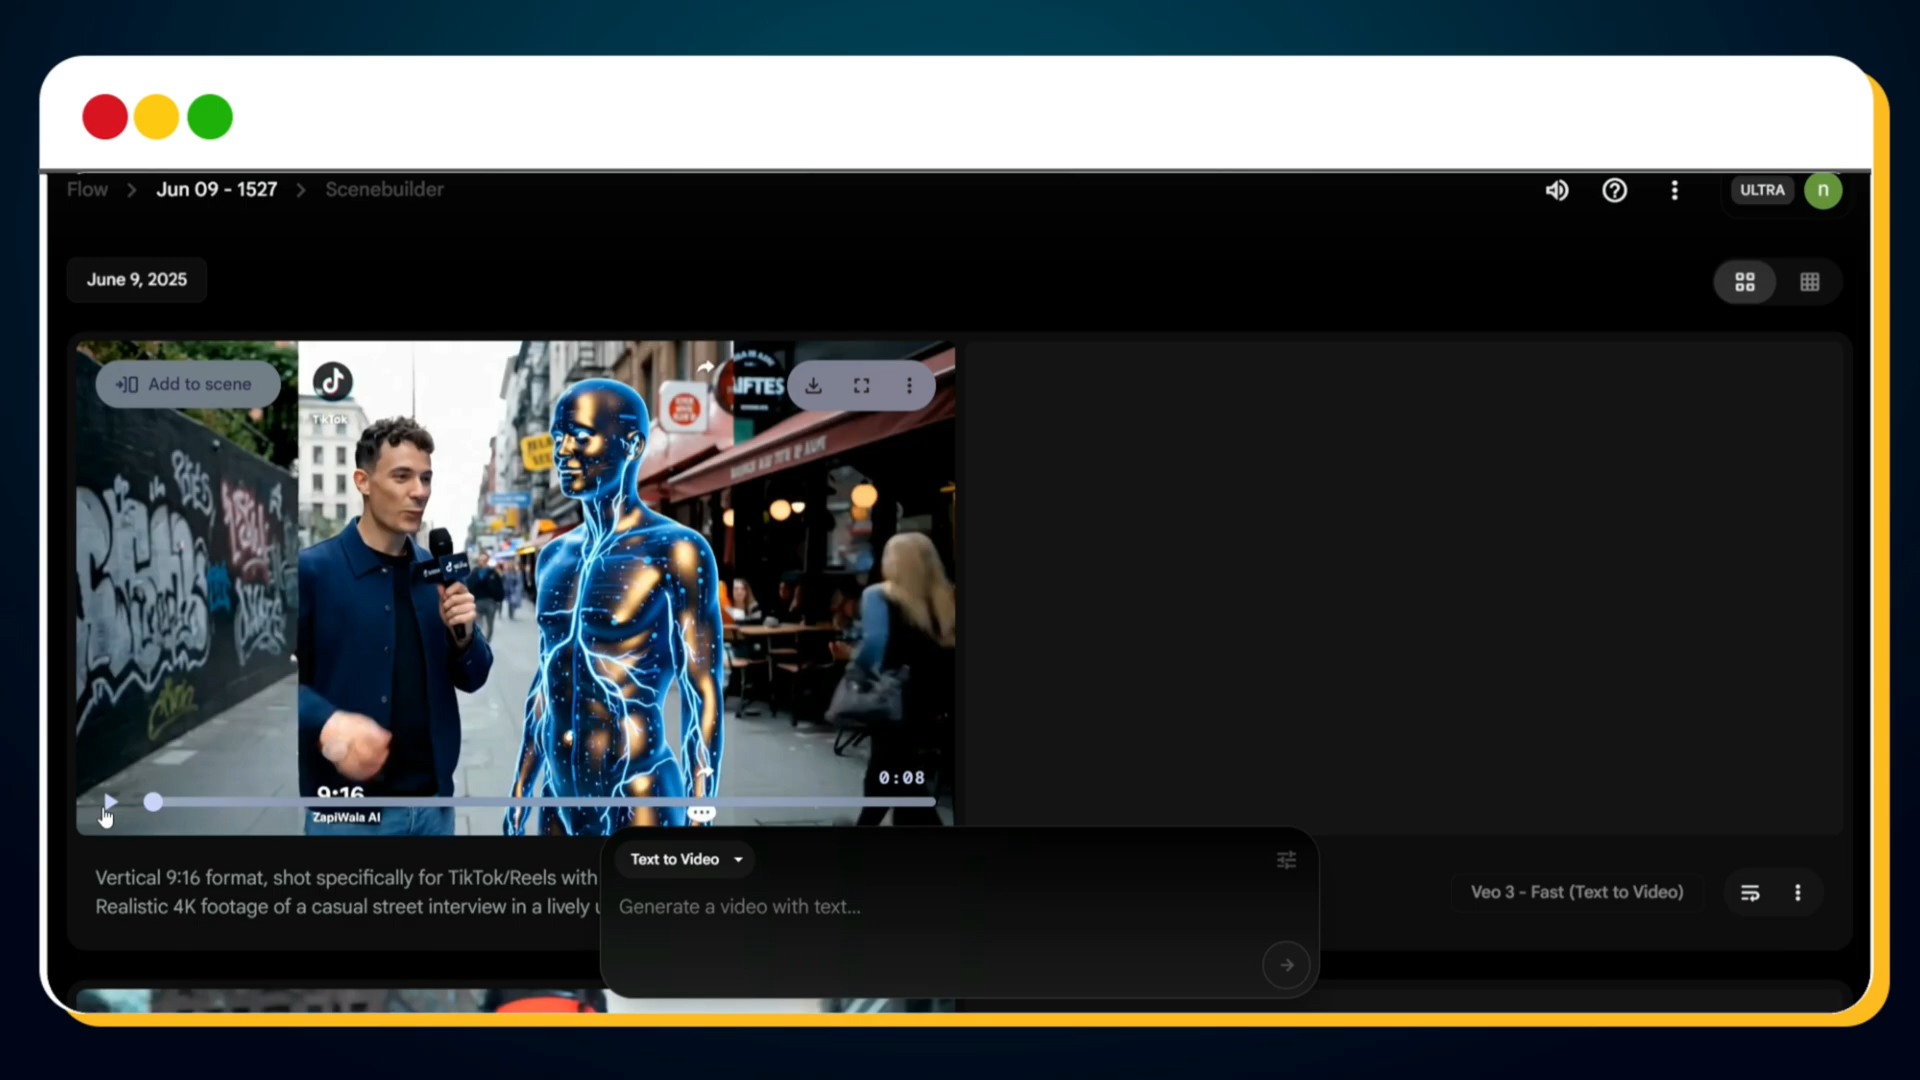 Flow > Jun 09 - 1527 > Scenebuilder
ULTRA
n
June 9, 2025
Add to scene
TikTok
IFTES
9:16
ZapiWala AI
0:08
Vertical 9:16 format, shot specifically for TikTok/Reels with
Realistic 4K footage of a casual street interview in a lively
Text to Video
Generate a video with text...
Veo 3 - Fast (Text to Video)